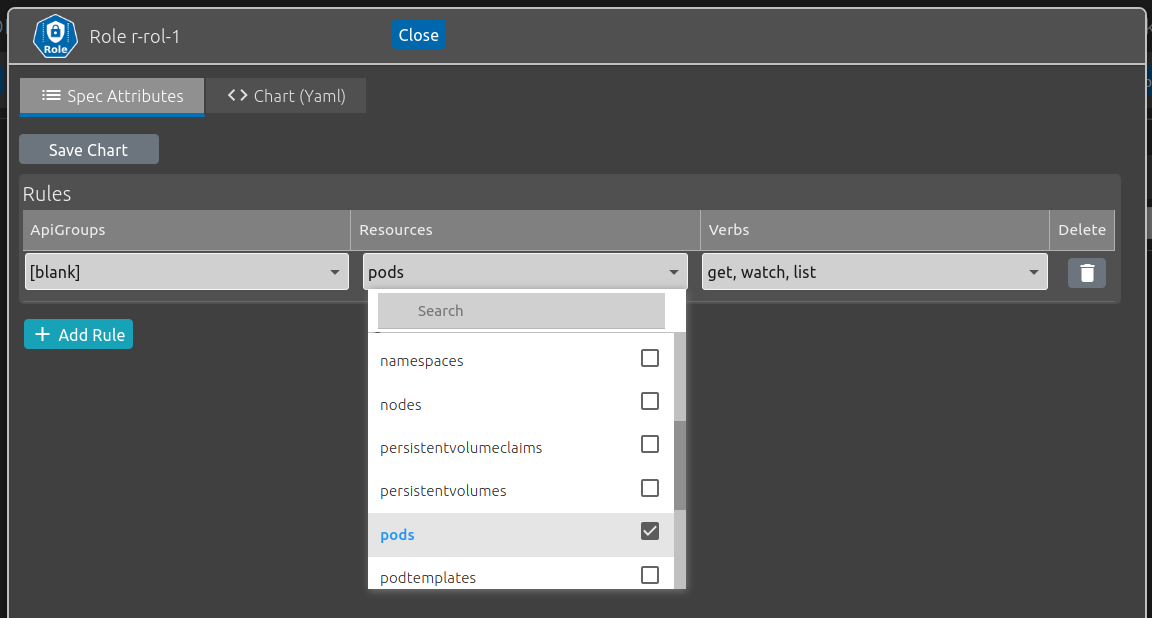 Role
Role r-rol-1
Close
Spec Attributes
Chart (Yaml)
Save Chart
Rules
ApiGroups Resources Verbs Delete
[blank] pods get, watch, list
Search
Add Rule
namespaces
nodes
persistentvolumeclaims
persistentvolumes
pods
podtemplates